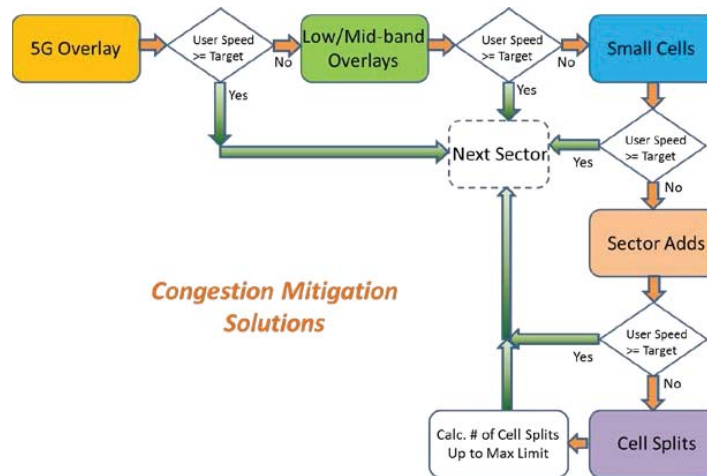 5G Overlay
User Speed
>= Target
No
Yes
Low/Mid-band
Overlays
User Speed
>= Target
No
Yes
Small Cells
User Speed
>= Target
Yes
No
Next Sector
Sector Adds
Congestion Mitigation
Solutions
User Speed
>= Target
Yes
No
Cell Splits
Calc. # of Cell Splits
Up to Max Limit